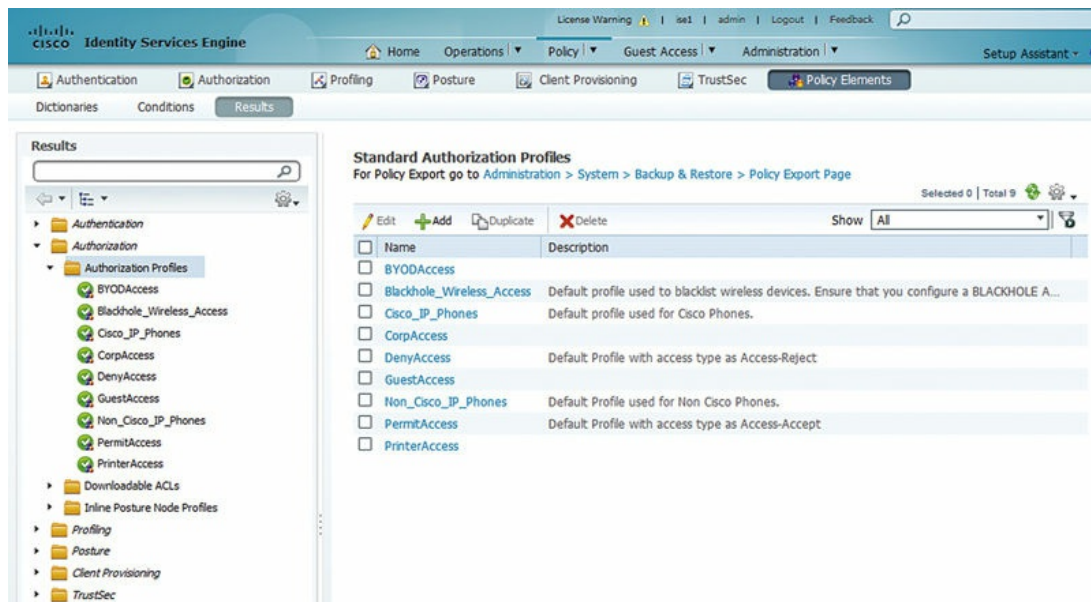 License Warning | ise1 | admin | Logout | Feedback
CISCO Identity Services Engine
Home Operations Policy Guest Access Administration Setup Assistant
Authentication Authorization Profiling Posture Client Provisioning TrustSec Policy Elements
Dictionaries Conditions Results
Results
Authentication
Authorization
Authorization Profiles
BYODAccess
Blackhole_Wireless_Access
Cisco_IP_Phones
CorpAccess
DenyAccess
GuestAccess
Non_Cisco_IP_Phones
PermitAccess
PrinterAccess
Downloadable ACLs
Inline Posture Node Profiles
Profiling
Posture
Client Provisioning
TrustSec
Standard Authorization Profiles
For Policy Export go to Administration > System > Backup & Restore > Policy Export Page
Selected 0 | Total 9
Edit Add Duplicate Delete Show All
Name Description
BYODAccess
Blackhole_Wireless_Access Default profile used to blacklist wireless devices. Ensure that you configure a BLACKHOLE A...
Cisco_IP_Phones Default profile used for Cisco Phones.
CorpAccess
DenyAccess Default Profile with access type as Access-Reject
GuestAccess
Non_Cisco_IP_Phones Default Profile used for Non Cisco Phones.
PermitAccess Default Profile with access type as Access-Accept
PrinterAccess